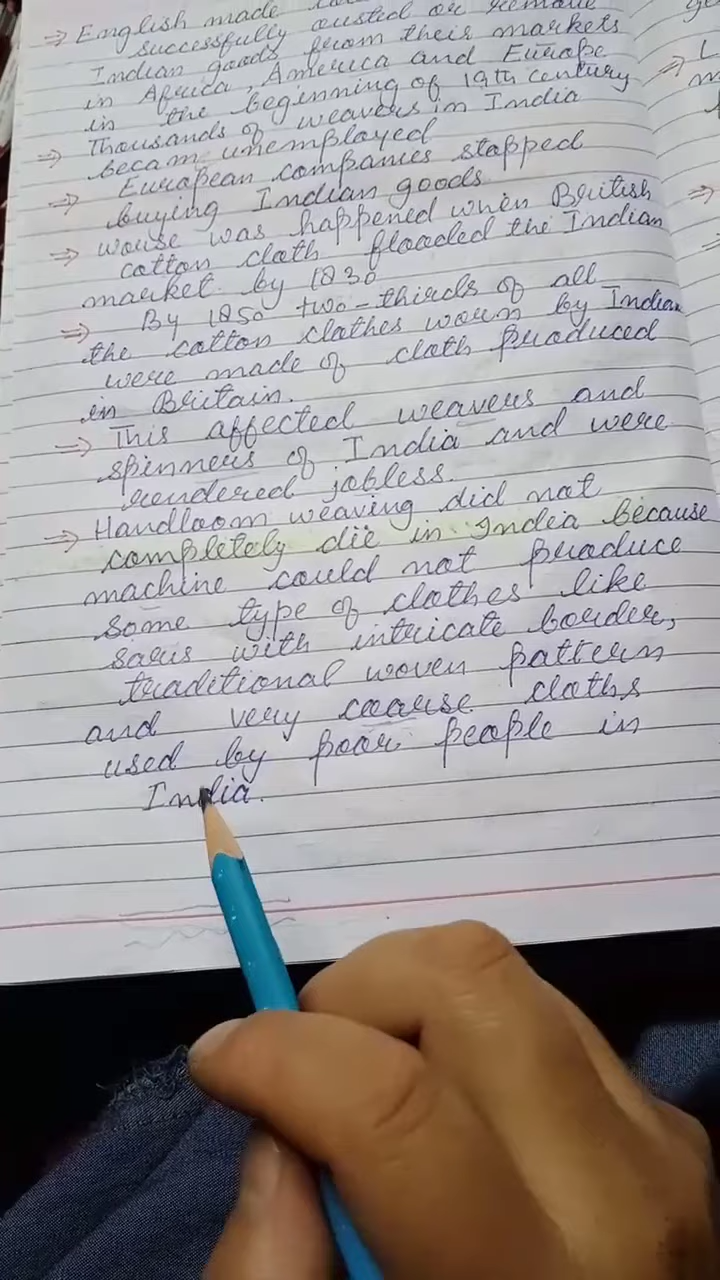 ⇒ English made
successfully ousted or remove
Indian goods from their markets
in Africa, America and Europe
in the beginning of 19th century
⇒ Thousands of weavers in India
becam unemployed
⇒ European companies stopped
buying Indian goods
⇒ worse was happened when British
cotton cloth flooded the Indian
market by 1830
⇒ By 1850 two-thirds of all
the cotton clothes worn by Indian
were made of cloth produced
in Britain.
⇒ This affected weavers and
spinners of India and were
rendered jobless.
⇒ Handloom weaving did not
completely die in India because
machine could not produce
some type of clothes like
saris with intricate border,
traditional woven pattern
and very coarse cloths
used by poor people in
India.